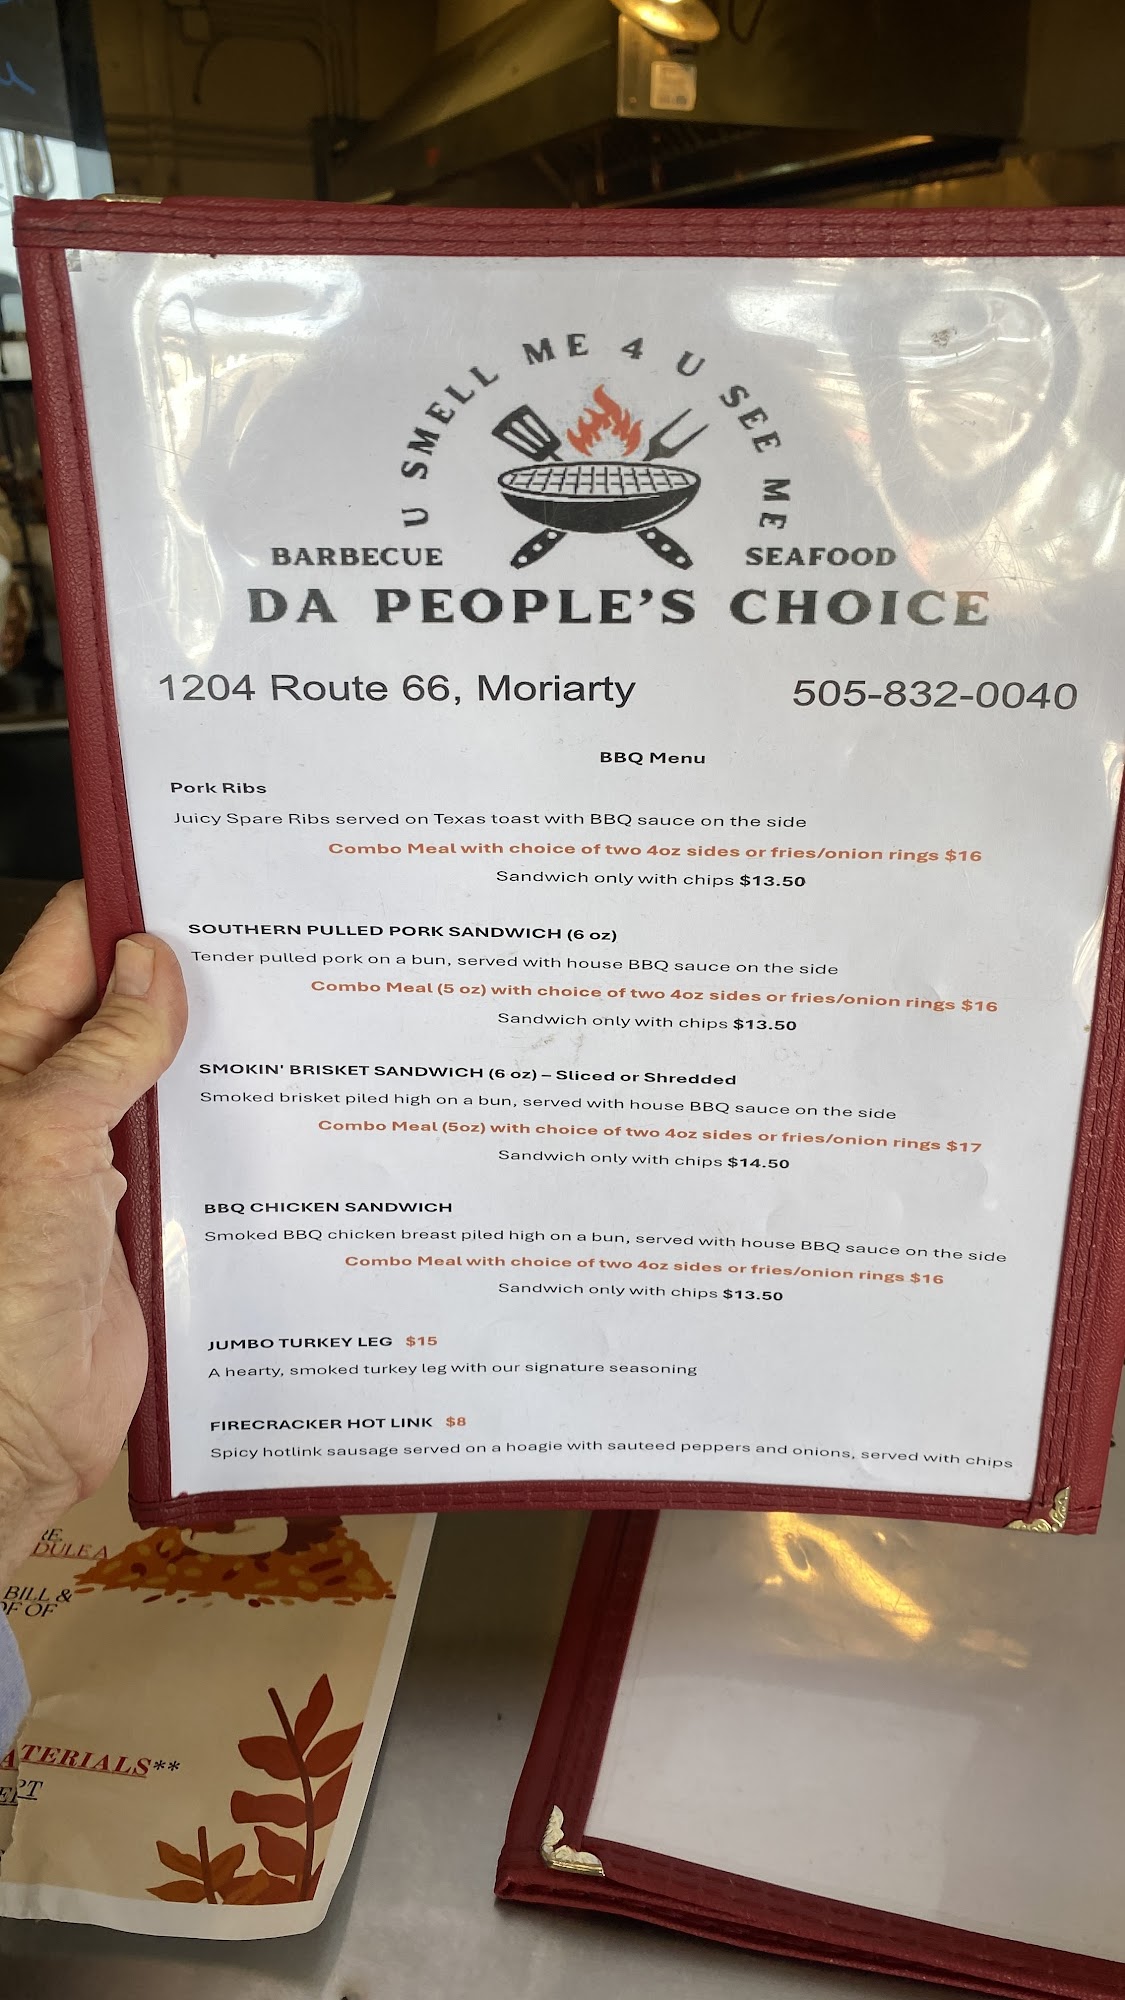 U SMELL ME 4 U SEE ME
BARBECUE SEAFOOD
DA PEOPLE'S CHOICE
1204 Route 66, Moriarty 505-832-0040
BBQ Menu
Pork Ribs
Juicy Spare Ribs served on Texas toast with BBQ sauce on the side
Combo Meal with choice of two 4oz sides or fries/onion rings $16
Sandwich only with chips $13.50
SOUTHERN PULLED PORK SANDWICH (6 oz)
Tender pulled pork on a bun, served with house BBQ sauce on the side
Combo Meal (5 oz) with choice of two 4oz sides or fries/onion rings $16
Sandwich only with chips $13.50
SMOKIN' BRISKET SANDWICH (6 oz) – Sliced or Shredded
Smoked brisket piled high on a bun, served with house BBQ sauce on the side
Combo Meal (5oz) with choice of two 4oz sides or fries/onion rings $17
Sandwich only with chips $14.50
BBQ CHICKEN SANDWICH
Smoked BBQ chicken breast piled high on a bun, served with house BBQ sauce on the side
Combo Meal with choice of two 4oz sides or fries/onion rings $16
Sandwich only with chips $13.50
JUMBO TURKEY LEG $15
A hearty, smoked turkey leg with our signature seasoning
FIRECRACKER HOT LINK $8
Spicy hotlink sausage served on a hoagie with sauteed peppers and onions, served with chips
BILL &
OF